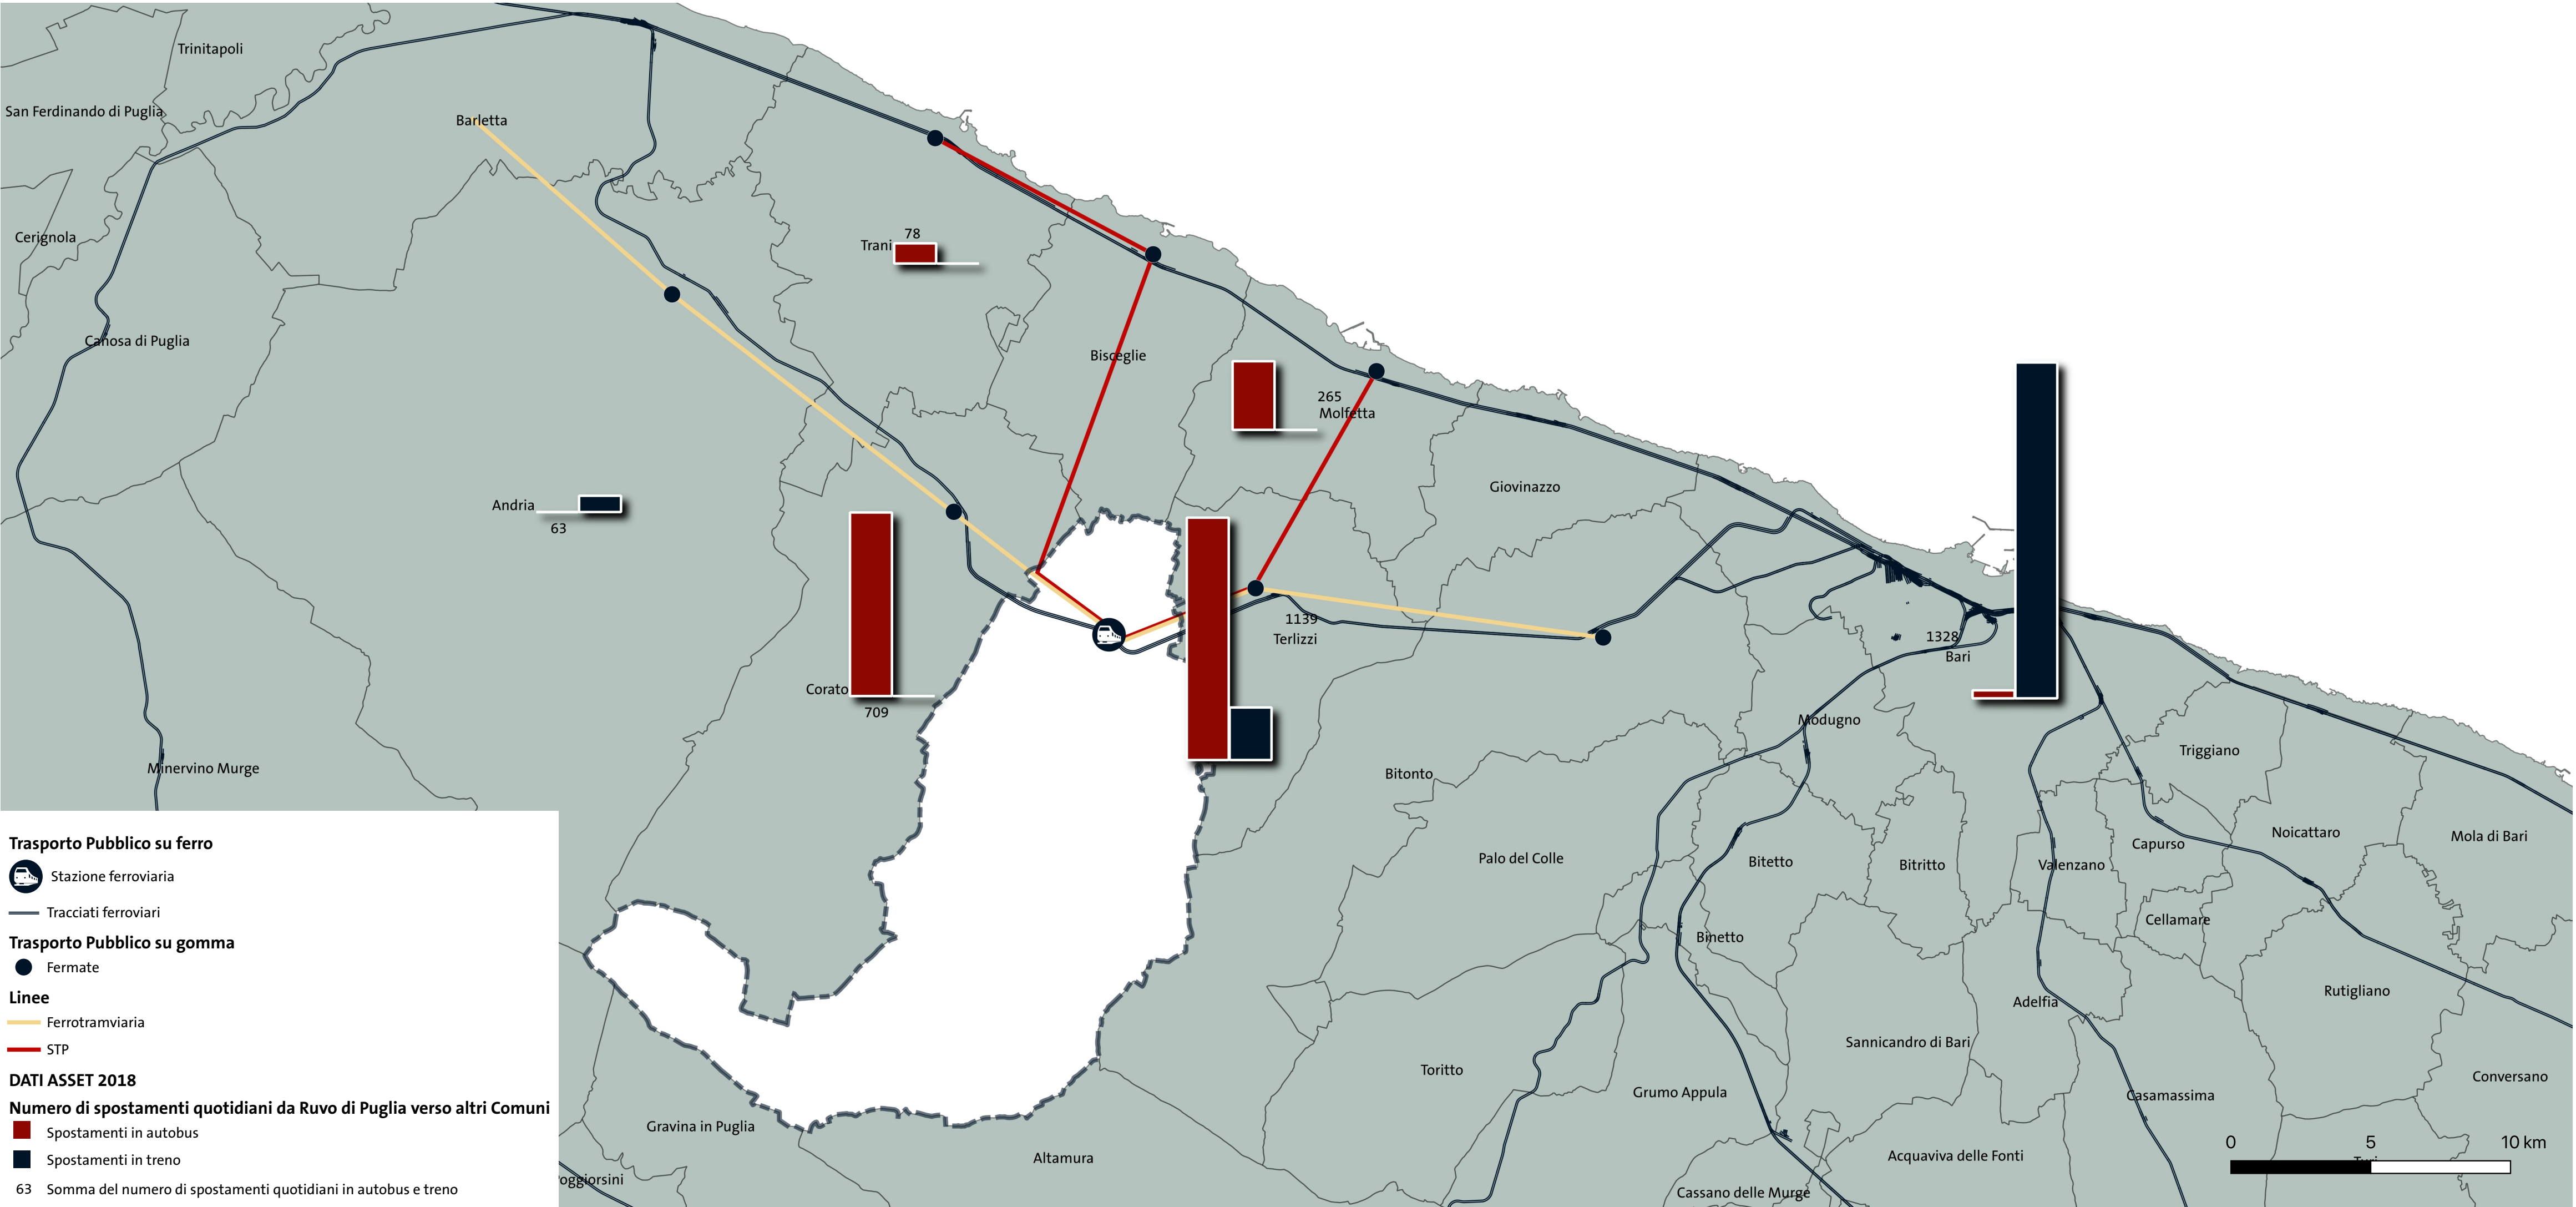 Trinitapoli
San Ferdinando di Puglia
Barletta
Cerignola
78
Trani
Canosa di Puglia
Bisceglie
265
Molfetta
Giovinazzo
Andria
63
1139
Terlizzi
1328
Bari
Corato
709
Modugno
Triggiano
Minervino Murge
Bitonto
Noicattaro
Mola di Bari
Capurso
Palo del Colle
Bitetto
Bitritto
Valenzano
Cellamare
Binetto
Rutigliano
Adelfia
Sannicandro di Bari
Toritto
Grumo Appula
Conversano
Casamassima
Gravina in Puglia
Altamura
Acquaviva delle Fonti
oggiorsini
Cassano delle Murge
0 5 10 km
Trasporto Pubblico su ferro
Stazione ferroviaria
Tracciati ferroviari
Trasporto Pubblico su gomma
Fermate
Linee
Ferrotramviaria
STP
DATI ASSET 2018
Numero di spostamenti quotidiani da Ruvo di Puglia verso altri Comuni
Spostamenti in autobus
Spostamenti in treno
63 Somma del numero di spostamenti quotidiani in autobus e treno